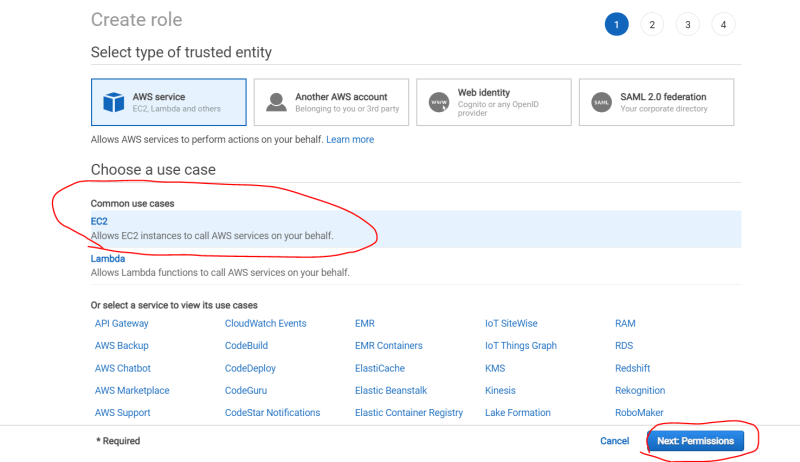 Create role
1 2 3 4
Select type of trusted entity
AWS service
EC2, Lambda and others
Another AWS account
Belonging to you or 3rd party
WWW
Web identity
Cognito or any OpenID
provider
SAML
SAML 2.0 federation
Your corporate directory
Allows AWS services to perform actions on your behalf. Learn more
Choose a use case
Common use cases
EC2
Allows EC2 instances to call AWS services on your behalf.
Lambda
Allows Lambda functions to call AWS services on your behalf.
Or select a service to view its use cases
API Gateway CloudWatch Events EMR IoT SiteWise RAM
AWS Backup CodeBuild EMR Containers IoT Things Graph RDS
AWS Chatbot CodeDeploy ElastiCache KMS Redshift
AWS Marketplace CodeGuru Elastic Beanstalk Kinesis Rekognition
AWS Support CodeStar Notifications Elastic Container Registry Lake Formation RoboMaker
* Required Cancel Next: Permissions